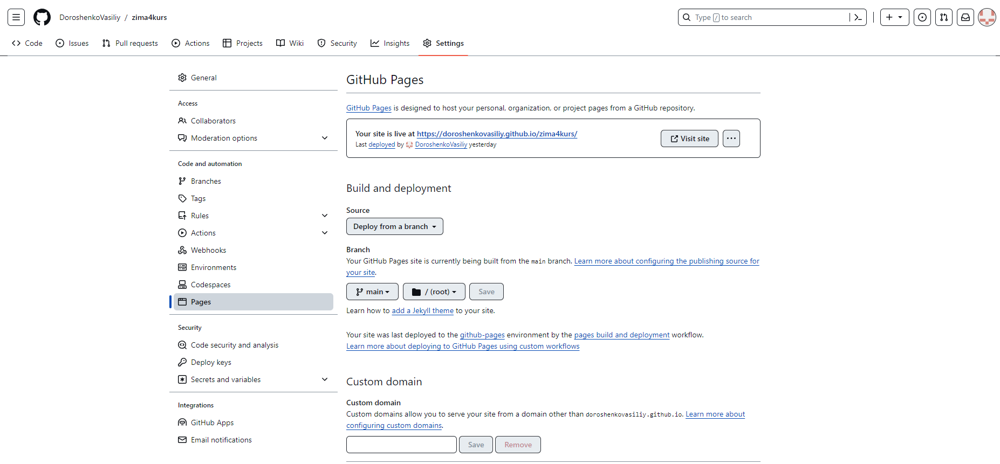 DoroshenkoVasiliy / zima4kurs
Type / to search
Code
Issues
Pull requests
Actions
Projects
Wiki
Security
Insights
Settings
General
Access
Collaborators
Moderation options
Code and automation
Branches
Tags
Rules
Actions
Webhooks
Environments
Codespaces
Pages
Security
Code security and analysis
Deploy keys
Secrets and variables
Integrations
GitHub Apps
Email notifications
GitHub Pages
GitHub Pages is designed to host your personal, organization, or project pages from a GitHub repository.
Your site is live at https://doroshenkovasiliy.github.io/zima4kurs/
Last deployed by DoroshenkoVasiliy yesterday
Visit site
Build and deployment
Source
Deploy from a branch
Branch
Your GitHub Pages site is currently being built from the main branch. Learn more about configuring the publishing source for
your site.
main
/ (root)
Save
Learn how to add a Jekyll theme to your site.
Your site was last deployed to the github-pages environment by the pages build and deployment workflow.
Learn more about deploying to GitHub Pages using custom workflows
Custom domain
Custom domain
Custom domains allow you to serve your site from a domain other than doroshenkovasiliy.github.io. Learn more about
configuring custom domains.
Save
Remove